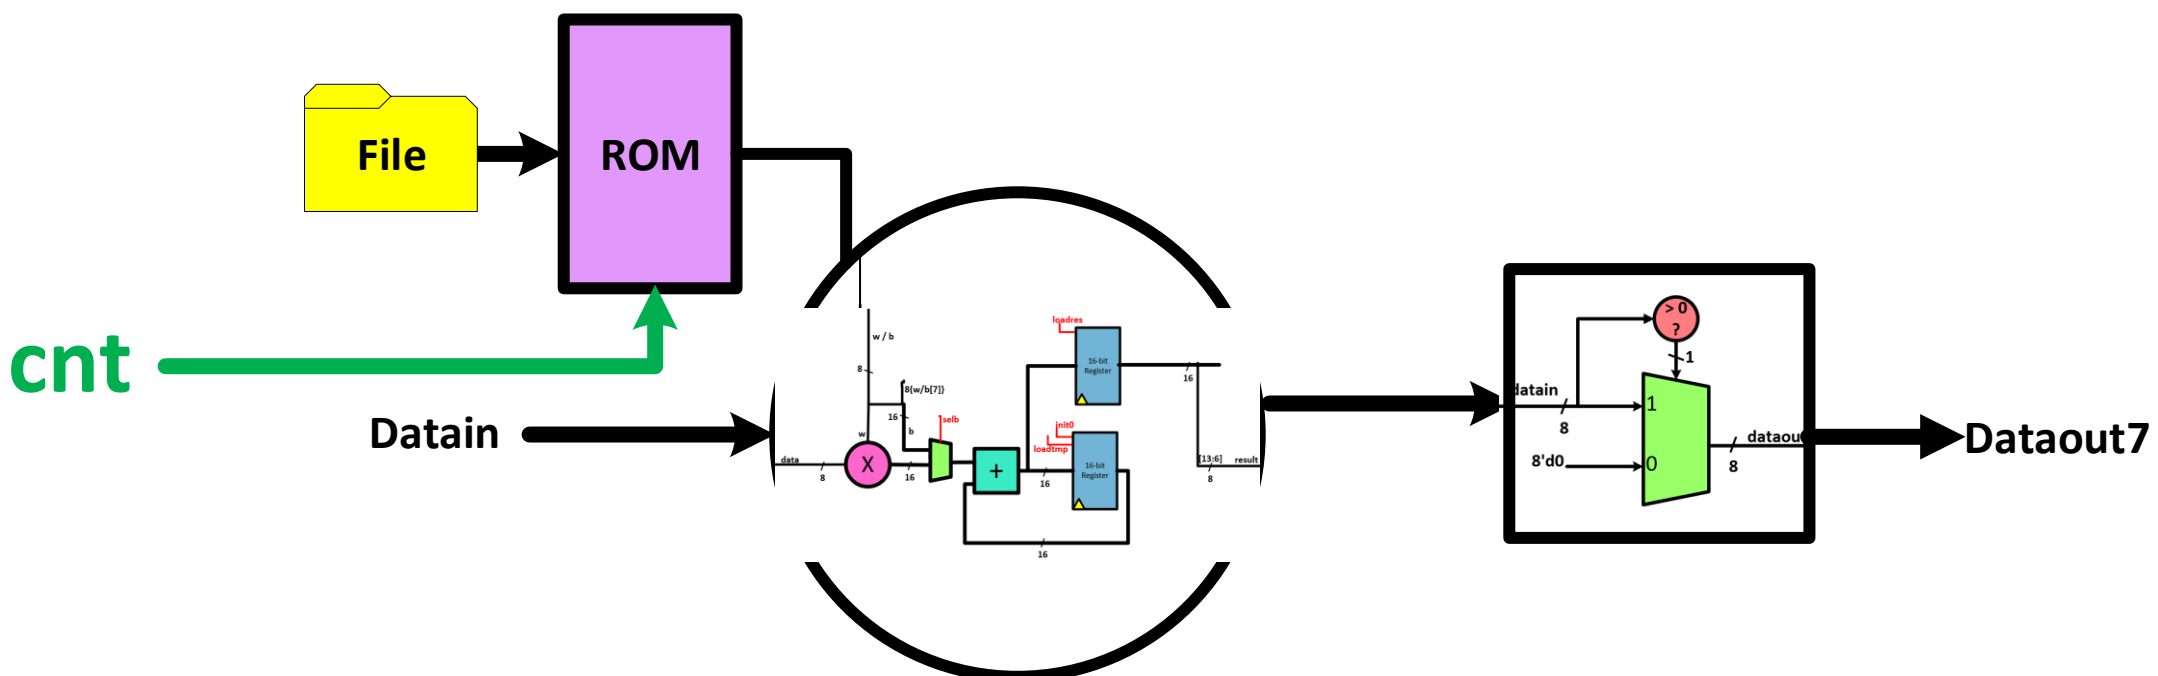 File
ROM
cnt
Datain
w / b
8
8{w/b[7]}
16
b
selb
w
data
8
X
16
+
16
16
loadres
16-bit
Register
init0
loadtmp
16-bit
Register
16
[13:6]
8
result
> 0
?
1
datain
8
1
8'd0
0
dataou
8
Dataout7